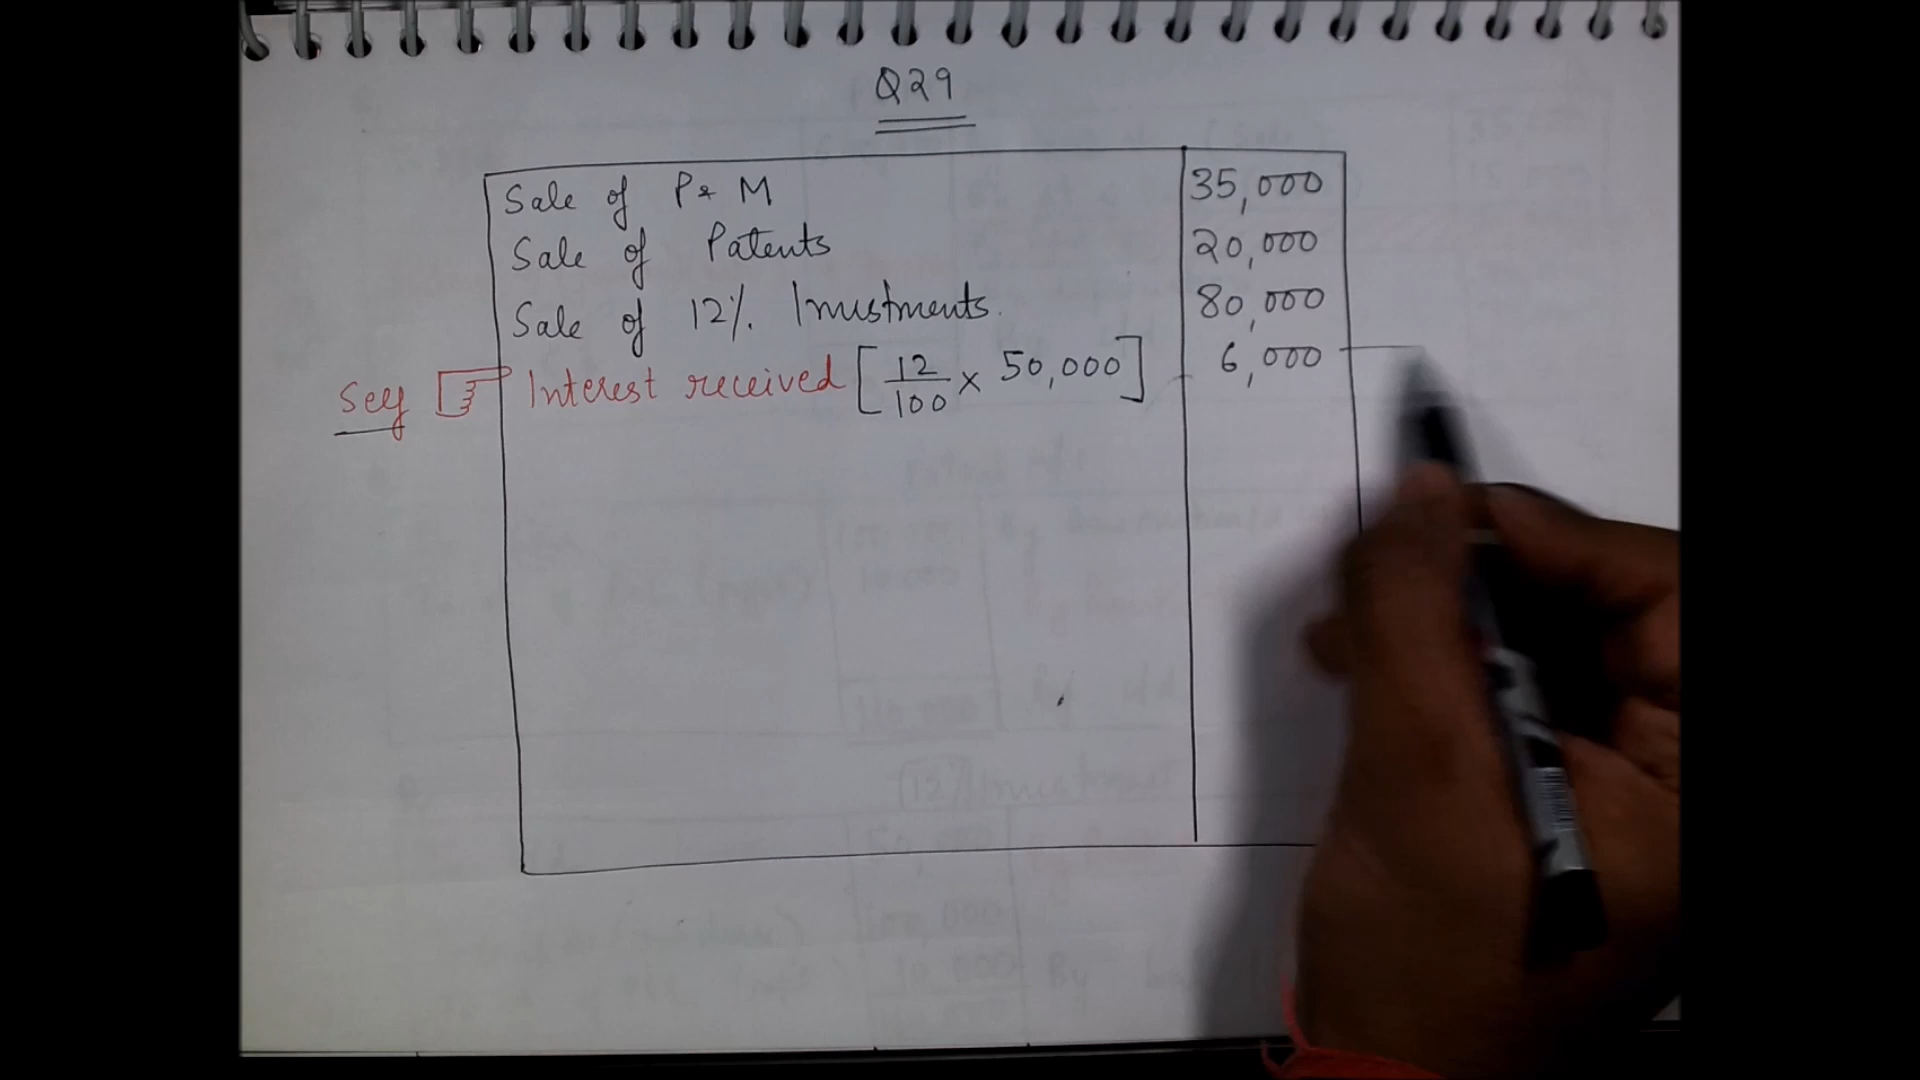 Q29
Sale of P & M 35,000
Sale of Patents 20,000
Sale of 12% Investments. 80,000
Self Interest received [12/100 × 50,000] 6,000